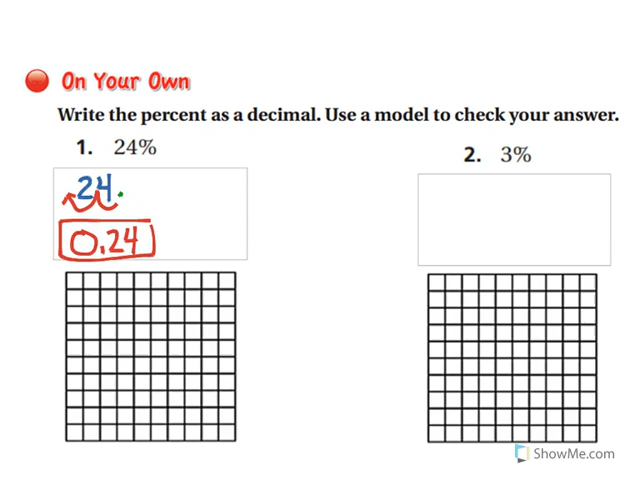 On Your Own
Write the percent as a decimal. Use a model to check your answer.
1. 24%
2. 3%
24.
0.24
ShowMe.com